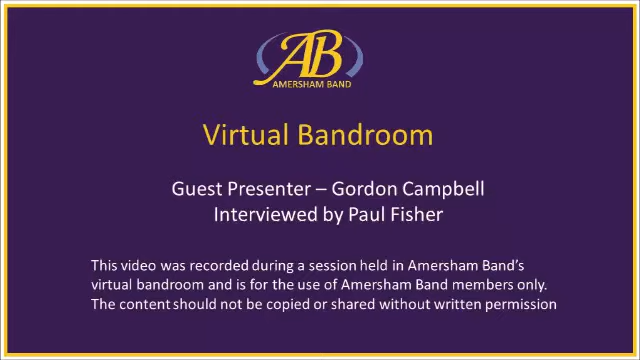 AB
AMERSHAM BAND
Virtual Bandroom
Guest Presenter – Gordon Campbell
Interviewed by Paul Fisher
This video was recorded during a session held in Amersham Band's
virtual bandroom and is for the use of Amersham Band members only.
The content should not be copied or shared without written permission